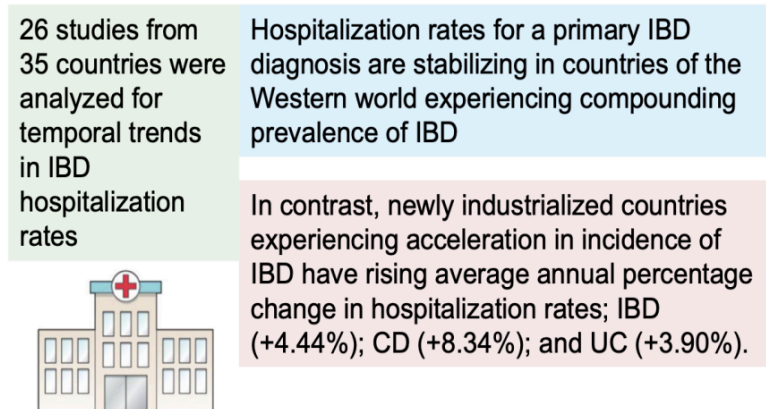 26 studies from
35 countries were
analyzed for
temporal trends
in IBD
hospitalization
rates
Hospitalization rates for a primary IBD
diagnosis are stabilizing in countries of the
Western world experiencing compounding
prevalence of IBD
In contrast, newly industrialized countries
experiencing acceleration in incidence of
IBD have rising average annual percentage
change in hospitalization rates; IBD
(+4.44%); CD (+8.34%); and UC (+3.90%).